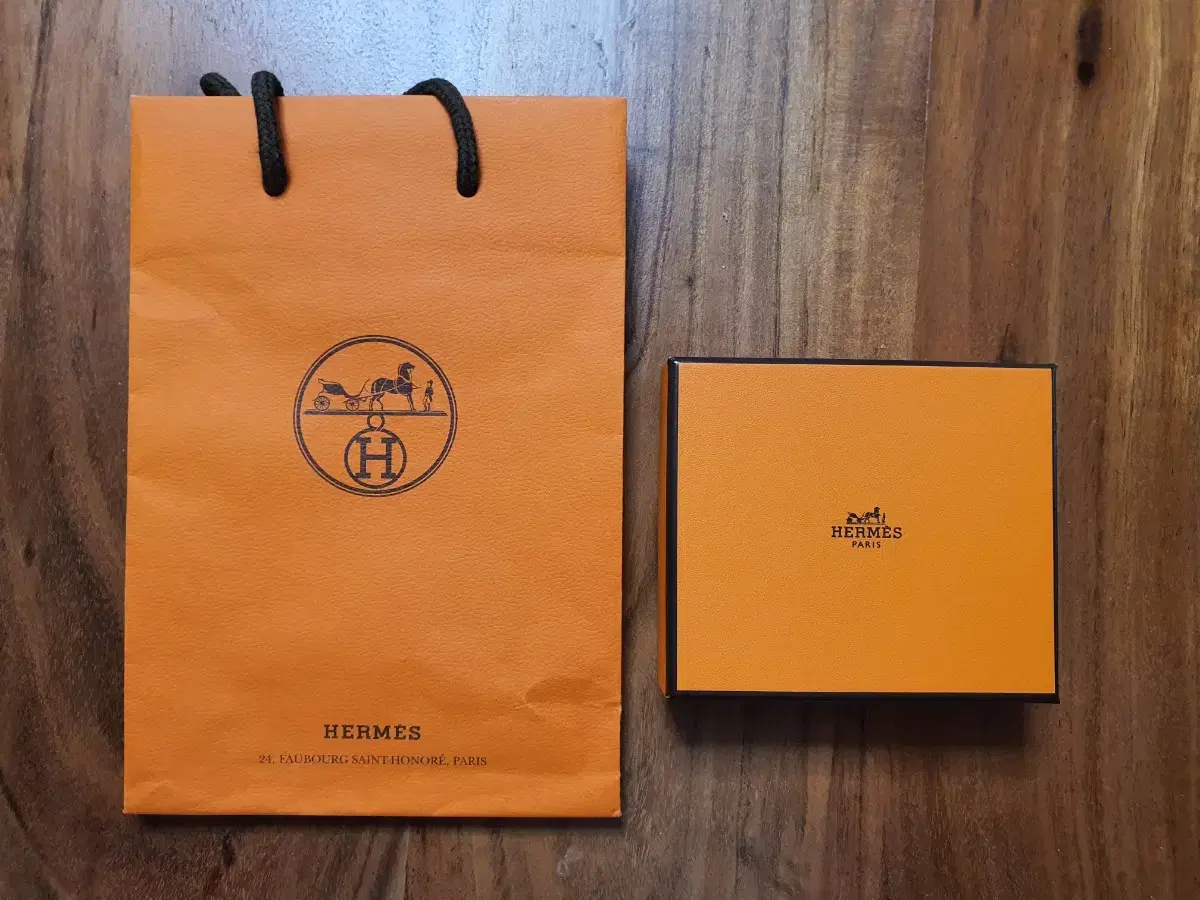 H
HERMÈS
24, FAUBOURG SAINT-HONORÉ, PARIS
HERMÈS
PARIS